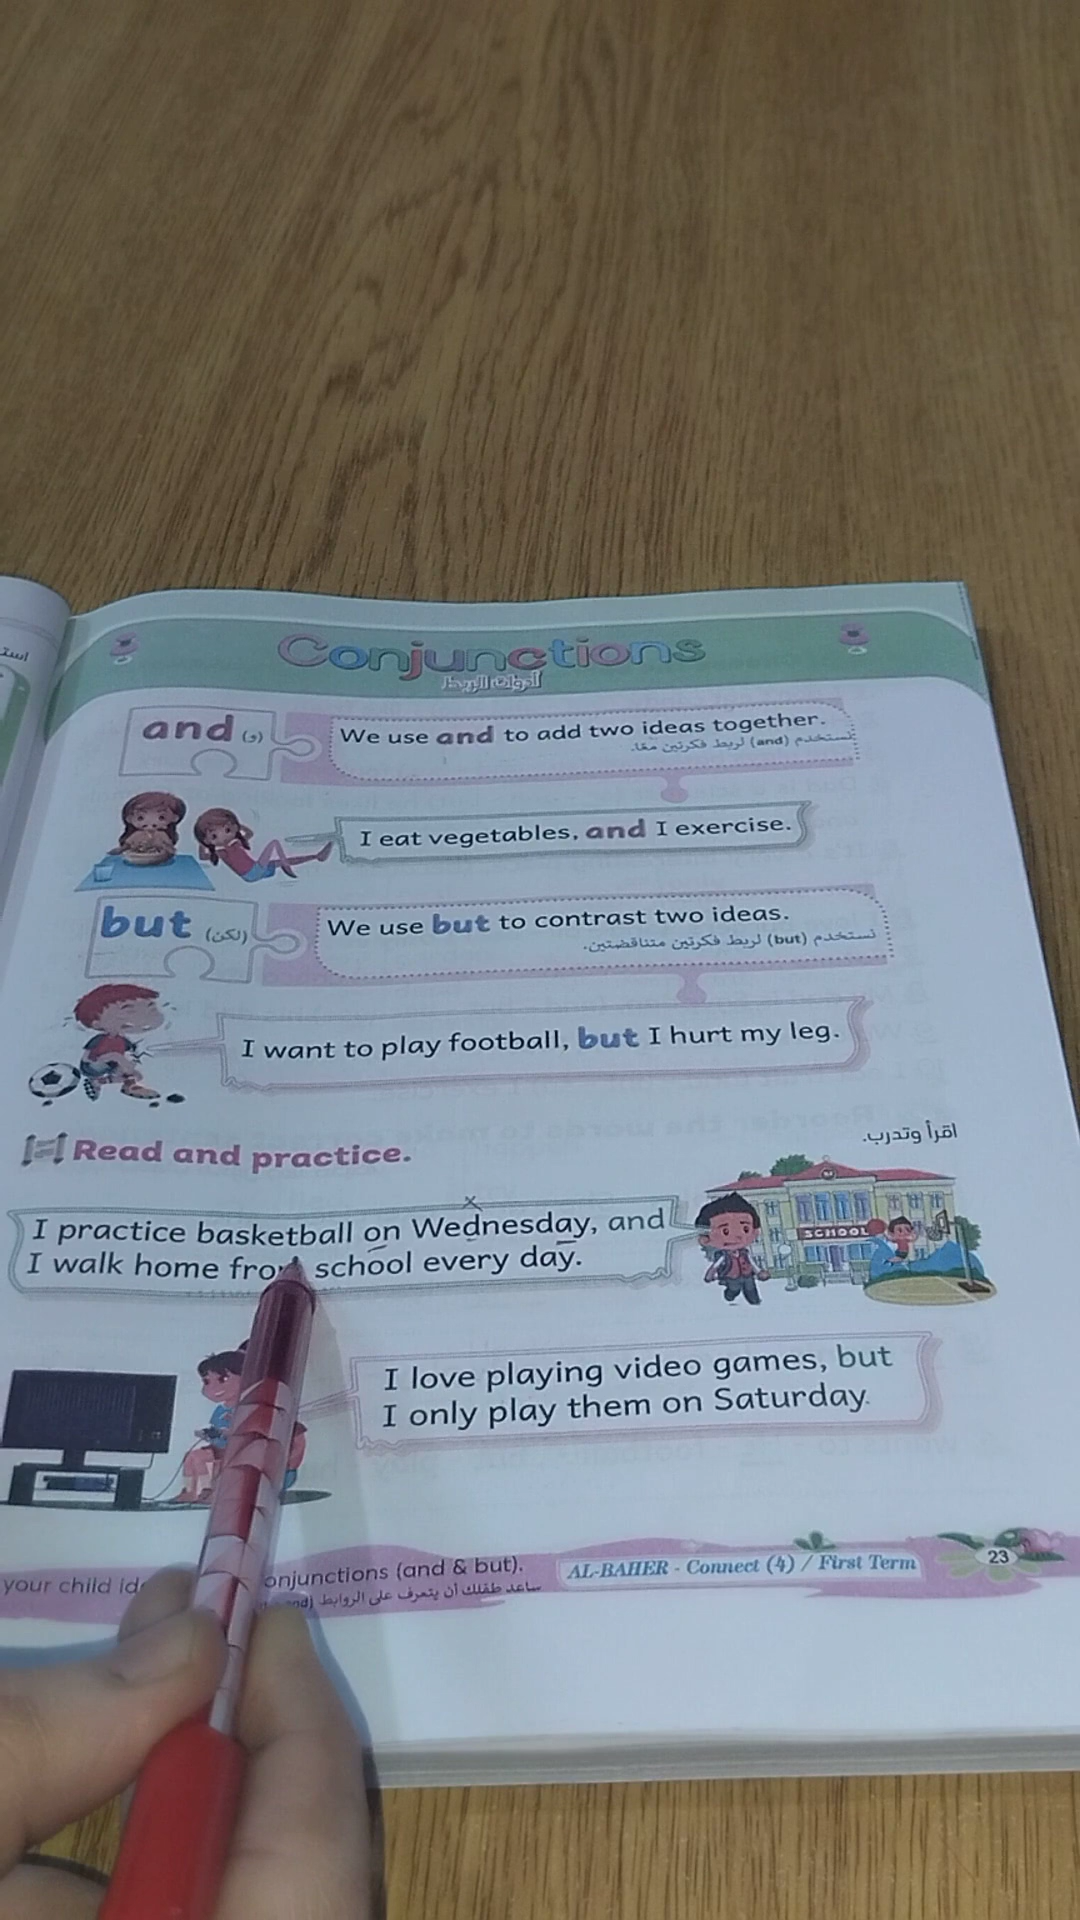 Conjunctions
أدوات الربط
and (و)
We use and to add two ideas together.
نستخدم (and) لربط فكرتين معًا.
I eat vegetables, and I exercise.
but (لكن)
We use but to contrast two ideas.
نستخدم (but) لربط فكرتين متناقضتين.
I want to play football, but I hurt my leg.
Read and practice.
اقرأ وتدرب.
I practice basketball on Wednesday, and
I walk home from school every day.
SCHOOL
I love playing video games, but
I only play them on Saturday.
your child onjunctions (and & but).
ساعد طفلك أن يتعرف على الروابط
AL-BAHER - Connect (4) / First Term
23